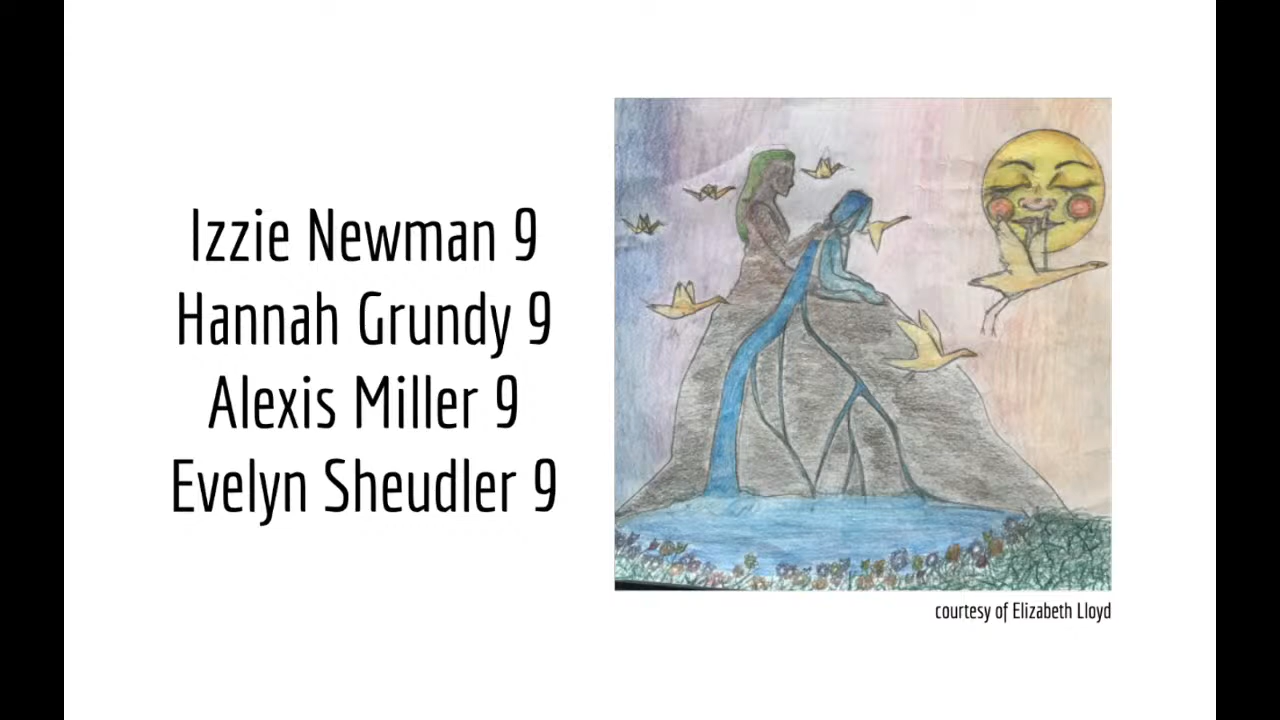 Izzie Newman 9
Hannah Grundy 9
Alexis Miller 9
Evelyn Sheudler 9
courtesy of Elizabeth Lloyd